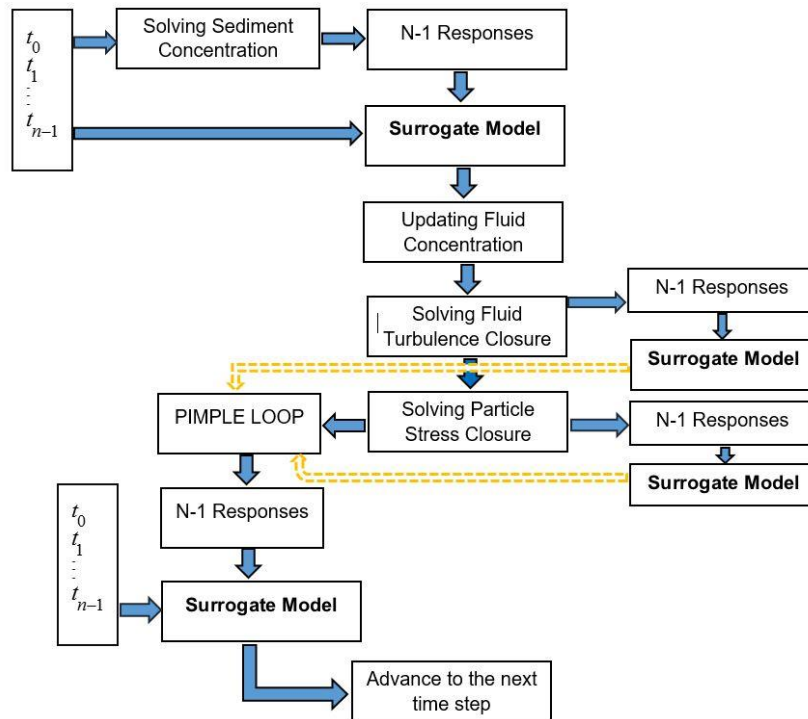 t0
t1
⋮
tn−1
Solving Sediment
Concentration
N-1 Responses
Surrogate Model
Updating Fluid
Concentration
Solving Fluid
Turbulence Closure
N-1 Responses
Surrogate Model
PIMPLE LOOP
Solving Particle
Stress Closure
N-1 Responses
Surrogate Model
N-1 Responses
t0
t1
⋮
tn−1
Surrogate Model
Advance to the next
time step